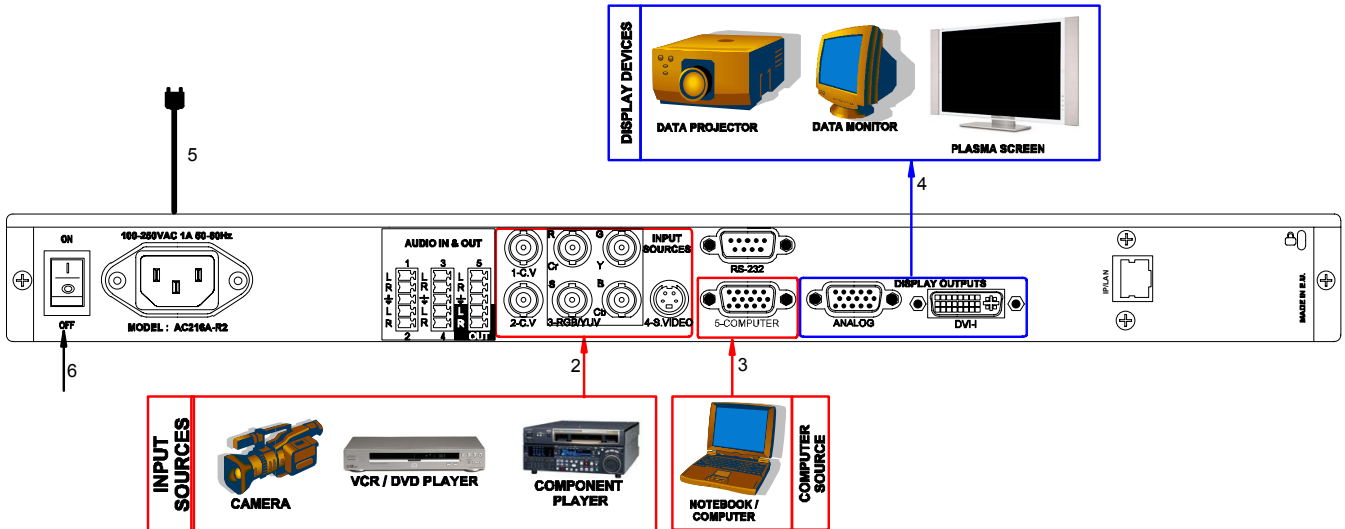 DISPLAY DEVICES
DATA PROJECTOR
DATA MONITOR
PLASMA SCREEN
5
4
ON
OFF
100-250VAC 1A 50-60Hz
MODEL : AC216A-R2
AUDIO IN & OUT
1 3 5
L L L
R R R
L L L
R R R
2 4 OUT
1-C.V
2-C.V
R G
Cr Y
S B
Cb
3-RGB/YUV
INPUT
SOURCES
4-S.VIDEO
RS-232
5-COMPUTER
DISPLAY OUTPUTS
ANALOG
DVI-I
IP/LAN
MADE IN E.U.
6
2
3
INPUT
SOURCES
CAMERA
VCR / DVD PLAYER
COMPONENT
PLAYER
NOTEBOOK /
COMPUTER
COMPUTER
SOURCE